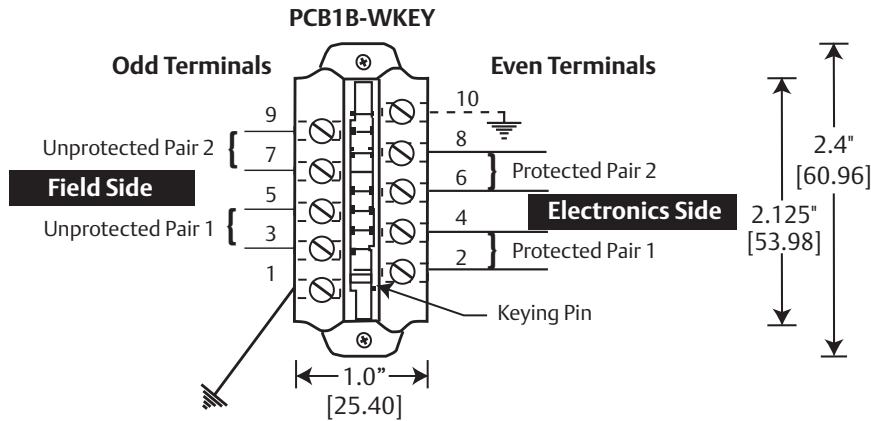 PCB1B-WKEY
Odd Terminals
Even Terminals
9
10
Unprotected Pair 2 {
7
8
} Protected Pair 2
6
Field Side
Electronics Side
5
Unprotected Pair 1 {
3
4
} Protected Pair 1
2
1
Keying Pin
2.4"
[60.96]
2.125"
[53.98]
1.0”
[25.40]